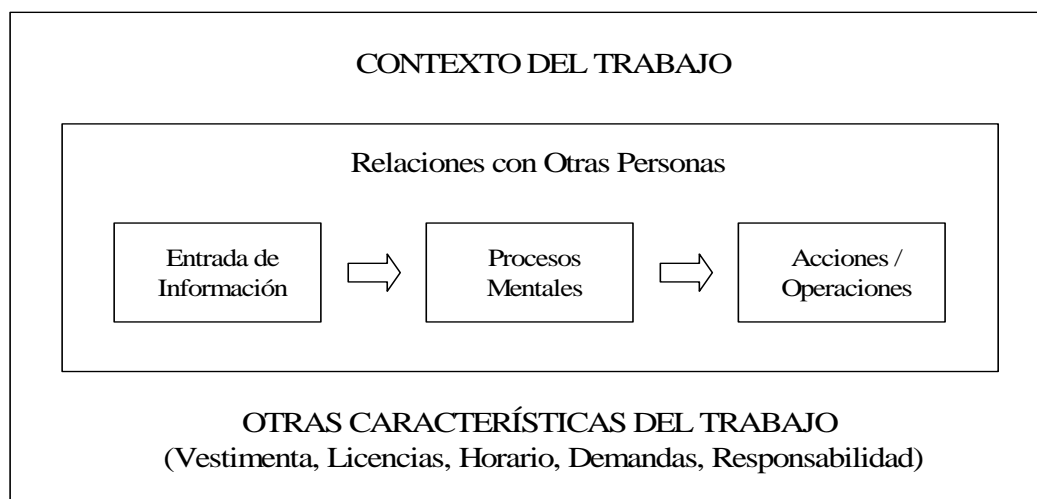 CONTEXTO DEL TRABAJO
Relaciones con Otras Personas
Entrada de
Información
Procesos
Mentales
Acciones /
Operaciones
OTRAS CARACTERÍSTICAS DEL TRABAJO
(Vestimenta, Licencias, Horario, Demandas, Responsabilidad)